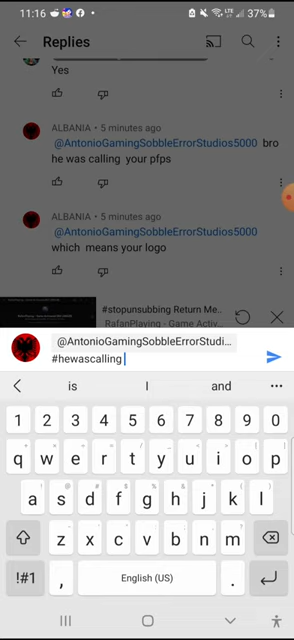 11:16 LTE 37%
Replies
Yes
ALBANIA • 5 minutes ago
@AntonioGamingSobbleErrorStudios5000 bro
he was calling your pfps
ALBANIA • 5 minutes ago
@AntonioGamingSobbleErrorStudios5000
which means your logo
#stopunsubbing Return Me..
RafanPlaying - Game Activ..
@AntonioGamingSobbleErrorStudi...
#hewascalling
is I and
1 2 3 4 5 6 7 8 9 0
q w e r t y u i o p
a s d f g h j k l
z x c v b n m
!#1 , English (US) .